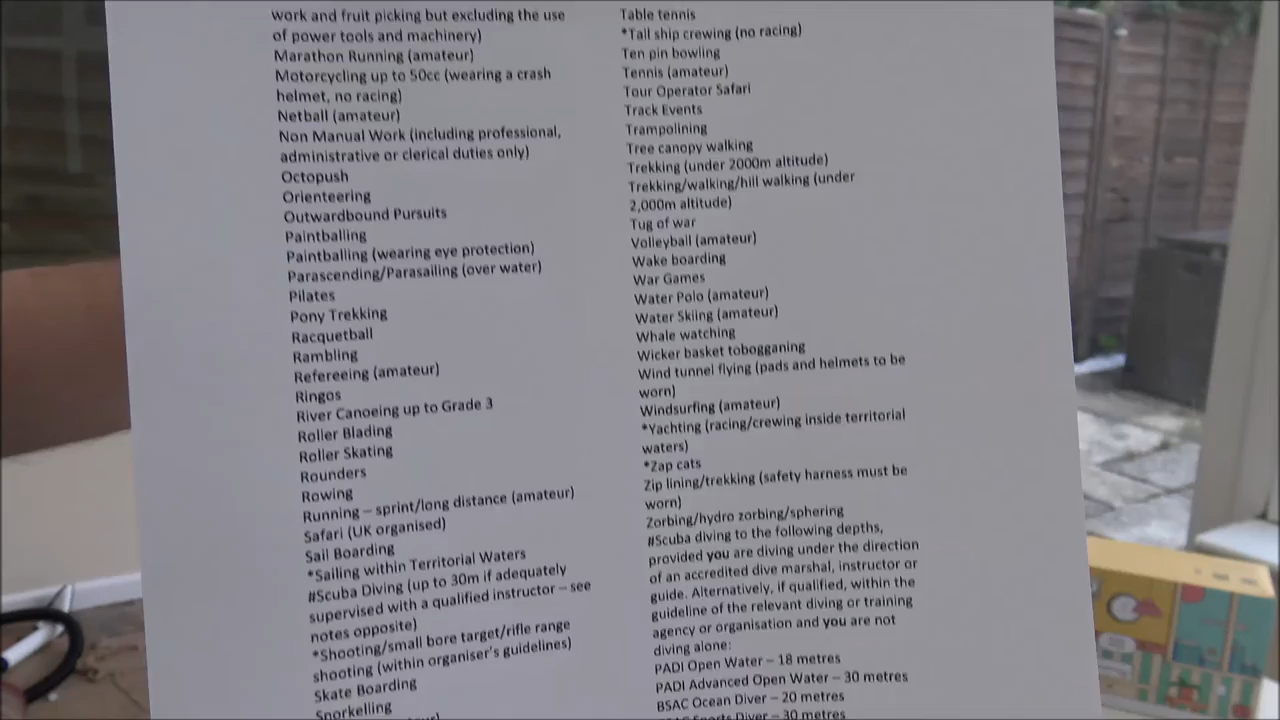 work and fruit picking but excluding the use
of power tools and machinery)
Marathon Running (amateur)
Motorcycling up to 50cc (wearing a crash
helmet, no racing)
Netball (amateur)
Non Manual Work (including professional,
administrative or clerical duties only)
Octopush
Orienteering
Outwardbound Pursuits
Paintballing
Paintballing (wearing eye protection)
Parascending/Parasailing (over water)
Pilates
Pony Trekking
Racquetball
Rambling
Refereeing (amateur)
Ringos
River Canoeing up to Grade 3
Roller Blading
Roller Skating
Rounders
Rowing
Running – sprint/long distance (amateur)
Safari (UK organised)
Sail Boarding
*Sailing within Territorial Waters
#Scuba Diving (up to 30m if adequately
supervised with a qualified instructor – see
notes opposite)
*Shooting/small bore target/rifle range
shooting (within organiser's guidelines)
Skate Boarding
Snorkelling
Table tennis
*Tall ship crewing (no racing)
Ten pin bowling
Tennis (amateur)
Tour Operator Safari
Track Events
Trampolining
Tree canopy walking
Trekking (under 2000m altitude)
Trekking/walking/hill walking (under
2,000m altitude)
Tug of war
Volleyball (amateur)
Wake boarding
War Games
Water Polo (amateur)
Water Skiing (amateur)
Whale watching
Wicker basket tobogganing
Wind tunnel flying (pads and helmets to be
worn)
Windsurfing (amateur)
*Yachting (racing/crewing inside territorial
waters)
*Zap cats
Zip lining/trekking (safety harness must be
worn)
Zorbing/hydro zorbing/sphering
#Scuba diving to the following depths,
provided you are diving under the direction
of an accredited dive marshal, instructor or
guide. Alternatively, if qualified, within the
guideline of the relevant diving or training
agency or organisation and you are not
diving alone:
PADI Open Water – 18 metres
PADI Advanced Open Water – 30 metres
BSAC Ocean Diver – 20 metres
Sports Diver – 30 metres